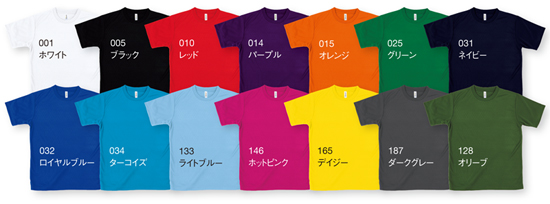 001
ホワイト
005
ブラック
010
レッド
014
パープル
015
オレンジ
025
グリーン
031
ネイビー
032
ロイヤルブルー
034
ターコイズ
133
ライトブルー
146
ホットピンク
165
デイジー
187
ダークグレー
128
オリーブ